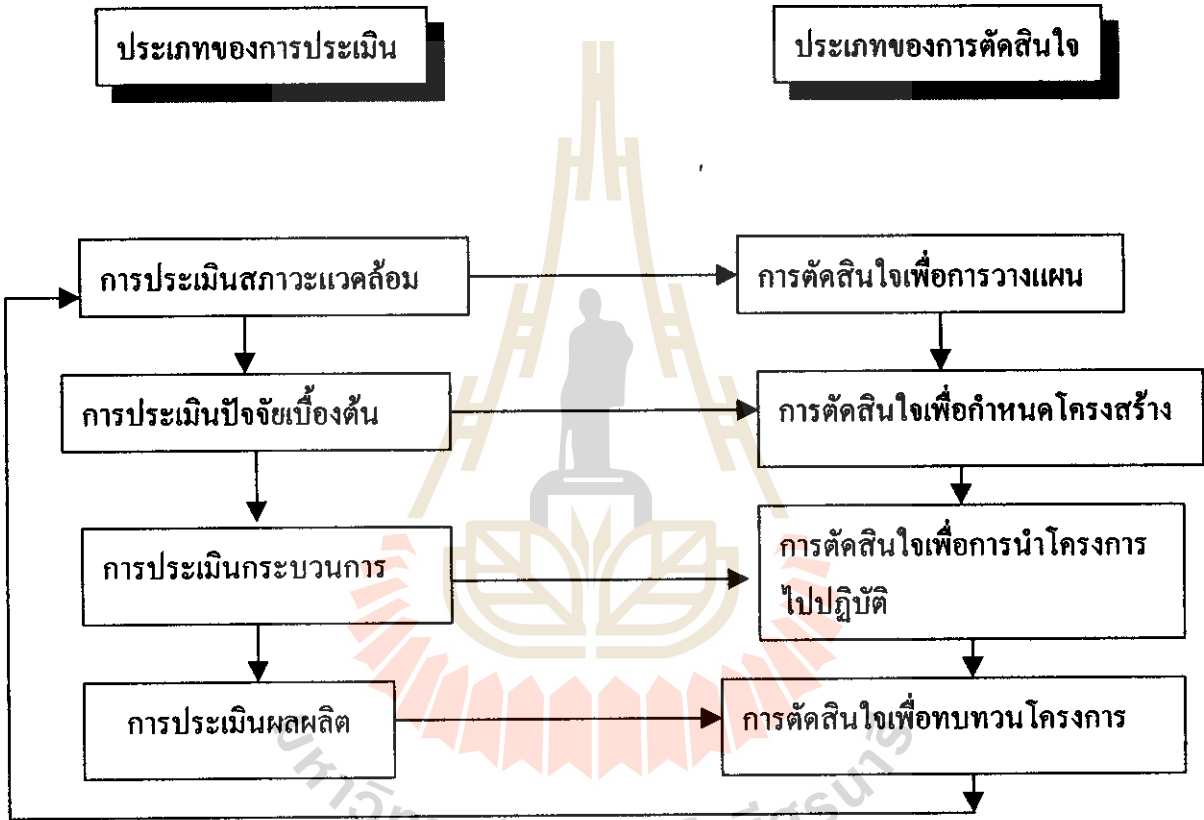 ประเภทของการประเมิน
ประเภทของการตัดสินใจ
การประเมินสภาวะแวคล้อม
การตัดสินใจเพื่อการวางแผน
การประเมินปัจจัยเบื้องต้น
การตัดสินใจเพื่อกำหนดโครงสร้าง
การประเมินกระบวนการ
การตัดสินใจเพื่อการนำโครงการ
ไปปฏิบัติ
การประเมินผลผลิต
การตัดสินใจเพื่อทบทวนโครงการ